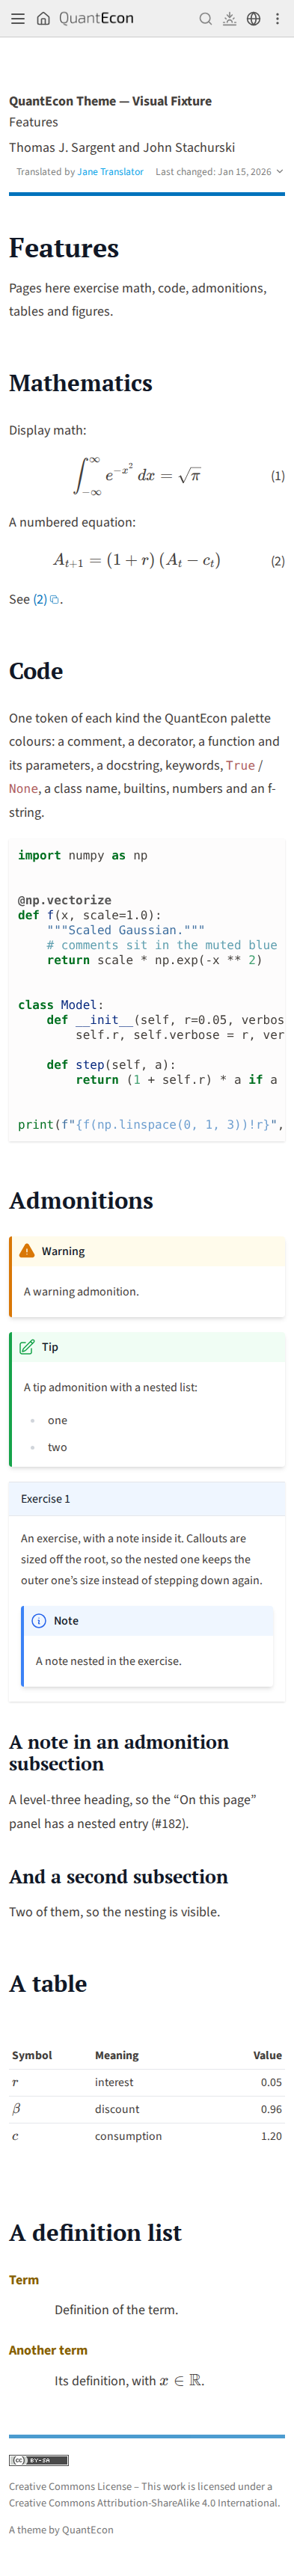 QuantEcon
QuantEcon Theme — Visual Fixture
Features
Thomas J. Sargent and John Stachurski
Translated by Jane Translator Last changed: Jan 15, 2026
Features
Pages here exercise math, code, admonitions,
tables and figures.
Mathematics
Display math:
∫_{−∞}^{∞} e^{−x²} dx = √π (1)
A numbered equation:
A_{t+1} = (1 + r) (A_t − c_t) (2)
See (2).
Code
One token of each kind the QuantEcon palette
colours: a comment, a decorator, a function and
its parameters, a docstring, keywords, True /
None, a class name, builtins, numbers and an f-
string.
import numpy as np
@np.vectorize
def f(x, scale=1.0):
    """Scaled Gaussian."""
    # comments sit in the muted blue
    return scale * np.exp(-x ** 2)
class Model:
    def __init__(self, r=0.05, verbos
        self.r, self.verbose = r, ver
    def step(self, a):
        return (1 + self.r) * a if a
print(f"{f(np.linspace(0, 1, 3))!r}",
Admonitions
Warning
A warning admonition.
Tip
A tip admonition with a nested list:
one
two
Exercise 1
An exercise, with a note inside it. Callouts are
sized off the root, so the nested one keeps the
outer one’s size instead of stepping down again.
Note
A note nested in the exercise.
A note in an admonition
subsection
A level-three heading, so the “On this page”
panel has a nested entry (#182).
And a second subsection
Two of them, so the nesting is visible.
A table
Symbol Meaning Value
r interest 0.05
β discount 0.96
c consumption 1.20
A definition list
Term
Definition of the term.
Another term
Its definition, with x ∈ ℝ.
CC BY-SA
Creative Commons License – This work is licensed under a
Creative Commons Attribution-ShareAlike 4.0 International.
A theme by QuantEcon